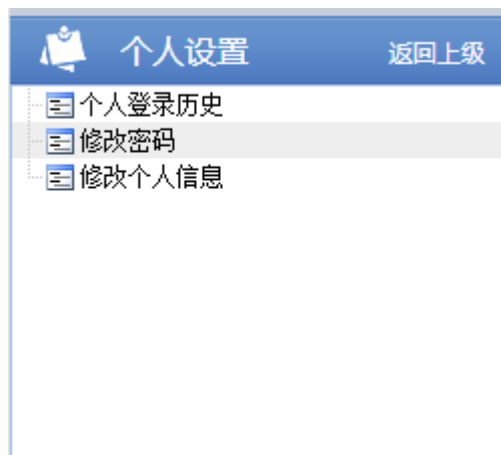 个人设置 返回上级
个人登录历史
修改密码
修改个人信息